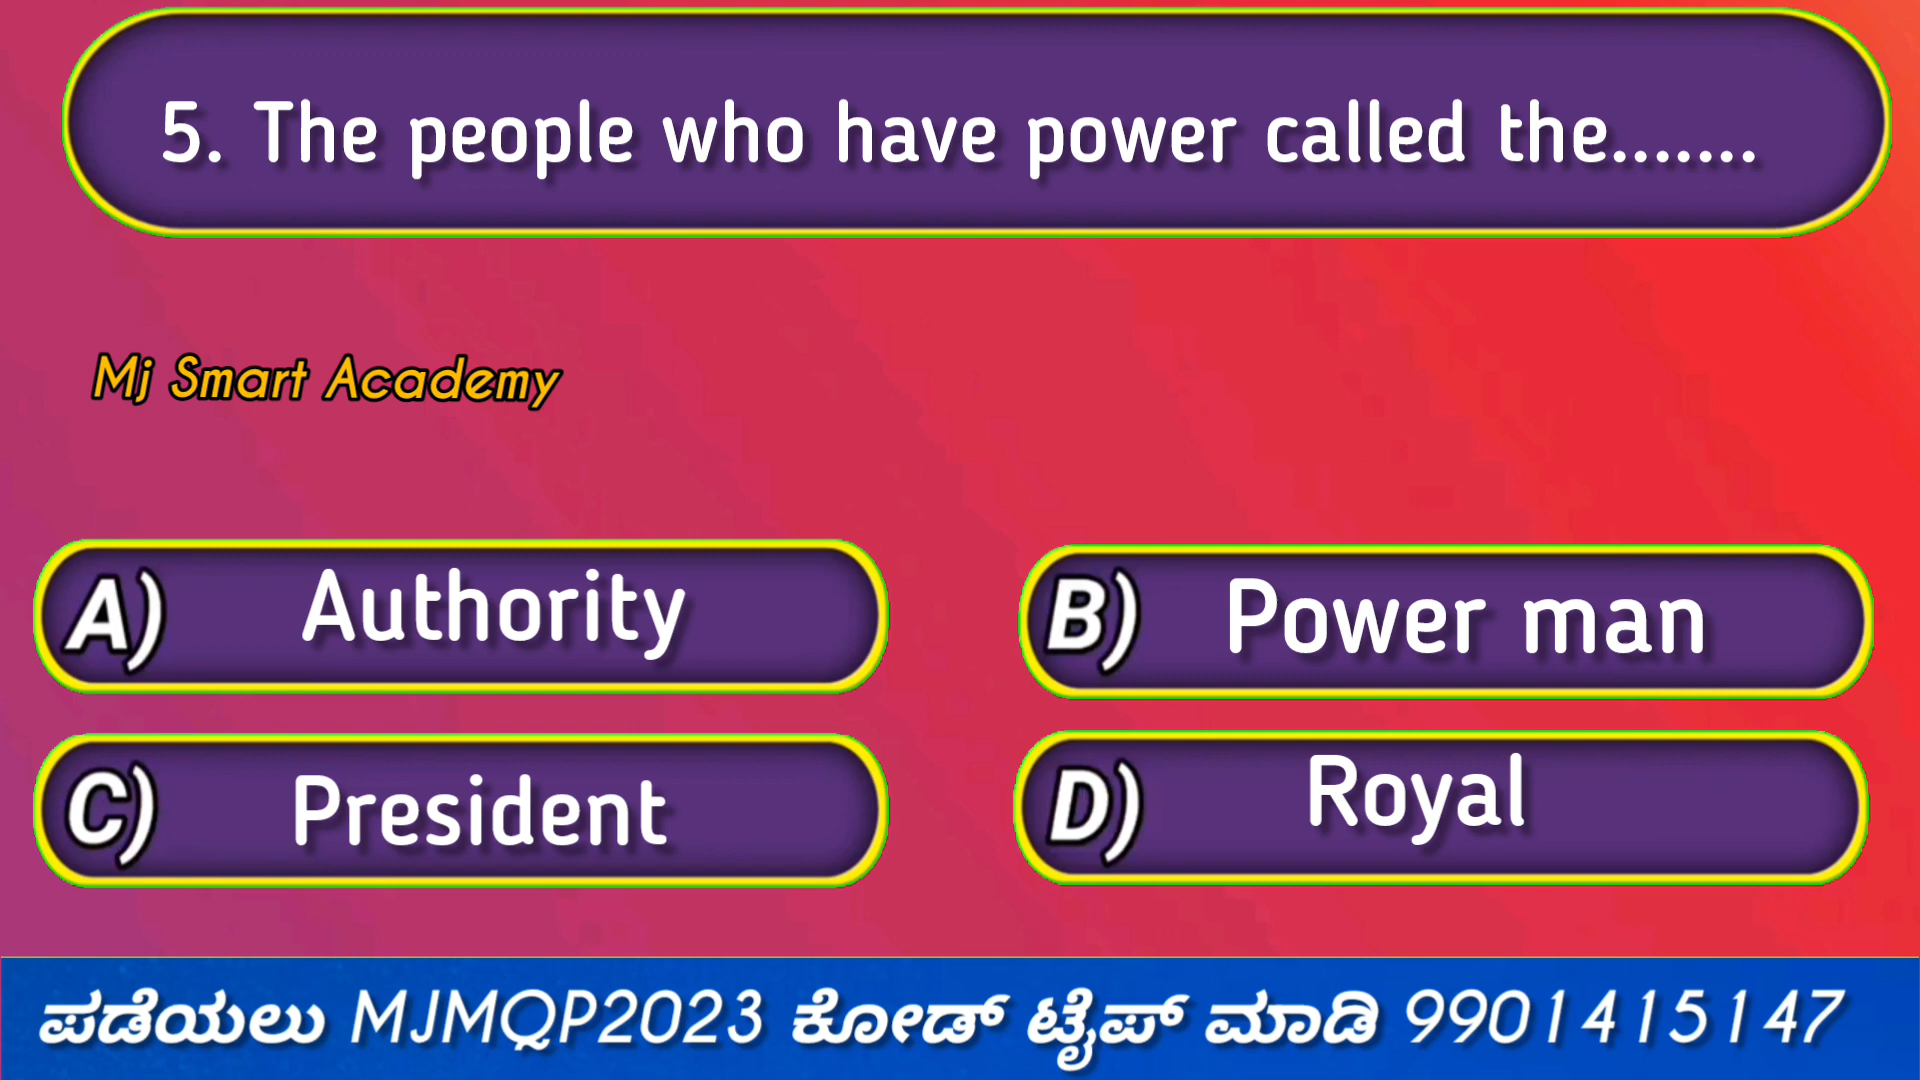 5. The people who have power called the.......
Mj Smart Academy
A) Authority
B) Power man
C) President
D) Royal
ಪಡೆಯಲು MJMQP2023 ಕೋಡ್ ಟೈಪ್ ಮಾಡಿ 9901415147